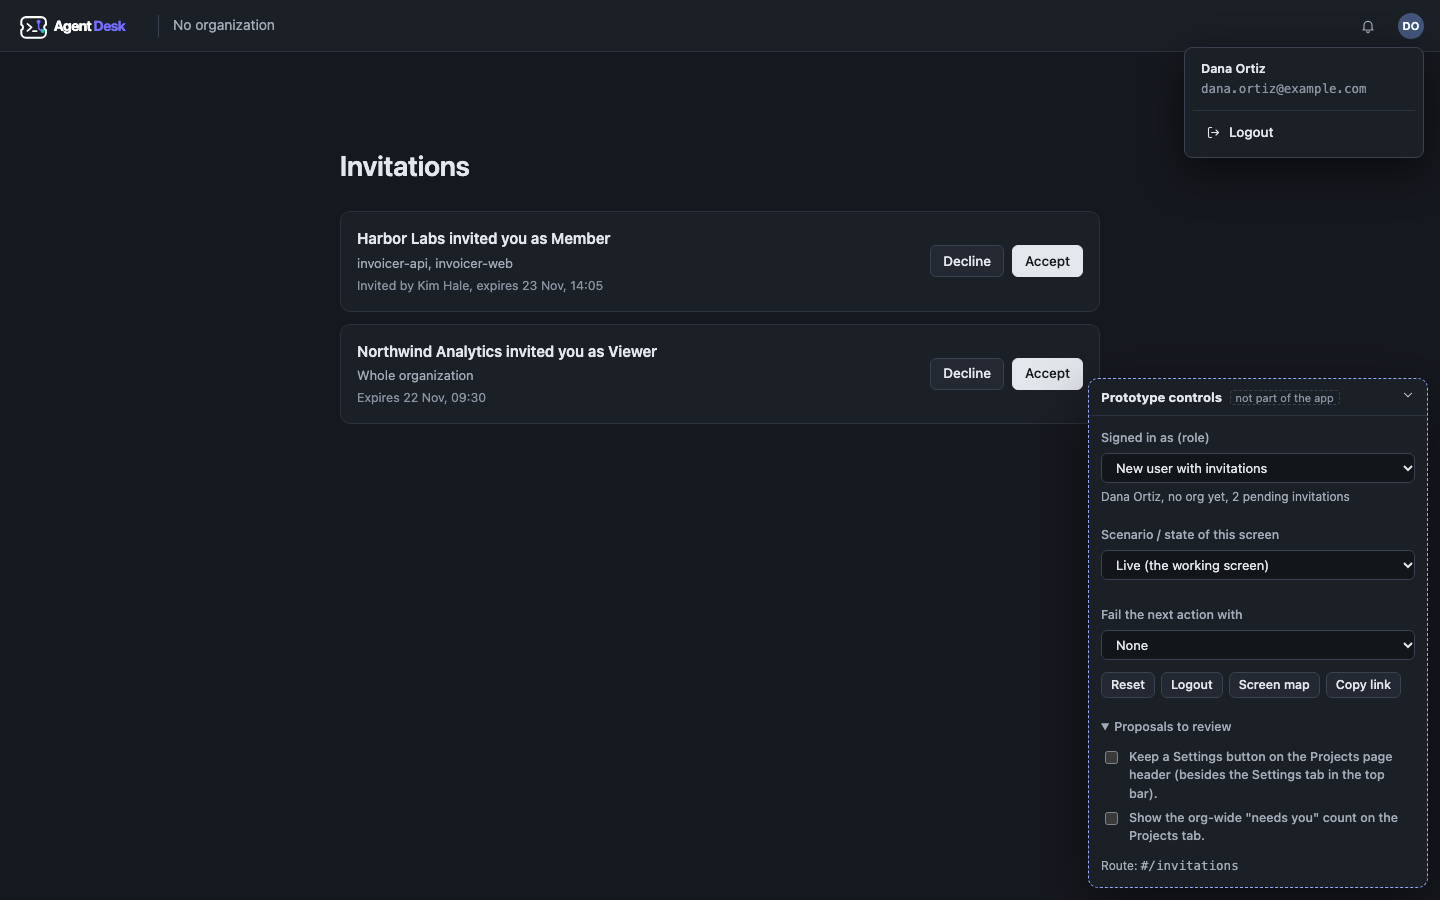 AgentDesk
No organization
DO
Dana Ortiz
dana.ortiz@example.com
Logout
Invitations
Harbor Labs invited you as Member
invoicer-api, invoicer-web
Invited by Kim Hale, expires 23 Nov, 14:05
Decline
Accept
Northwind Analytics invited you as Viewer
Whole organization
Expires 22 Nov, 09:30
Decline
Accept
Prototype controls not part of the app
Signed in as (role)
New user with invitations
Dana Ortiz, no org yet, 2 pending invitations
Scenario / state of this screen
Live (the working screen)
Fail the next action with
None
Reset Logout Screen map Copy link
Proposals to review
Keep a Settings button on the Projects page
header (besides the Settings tab in the top
bar).
Show the org-wide "needs you" count on the
Projects tab.
Route: #/invitations